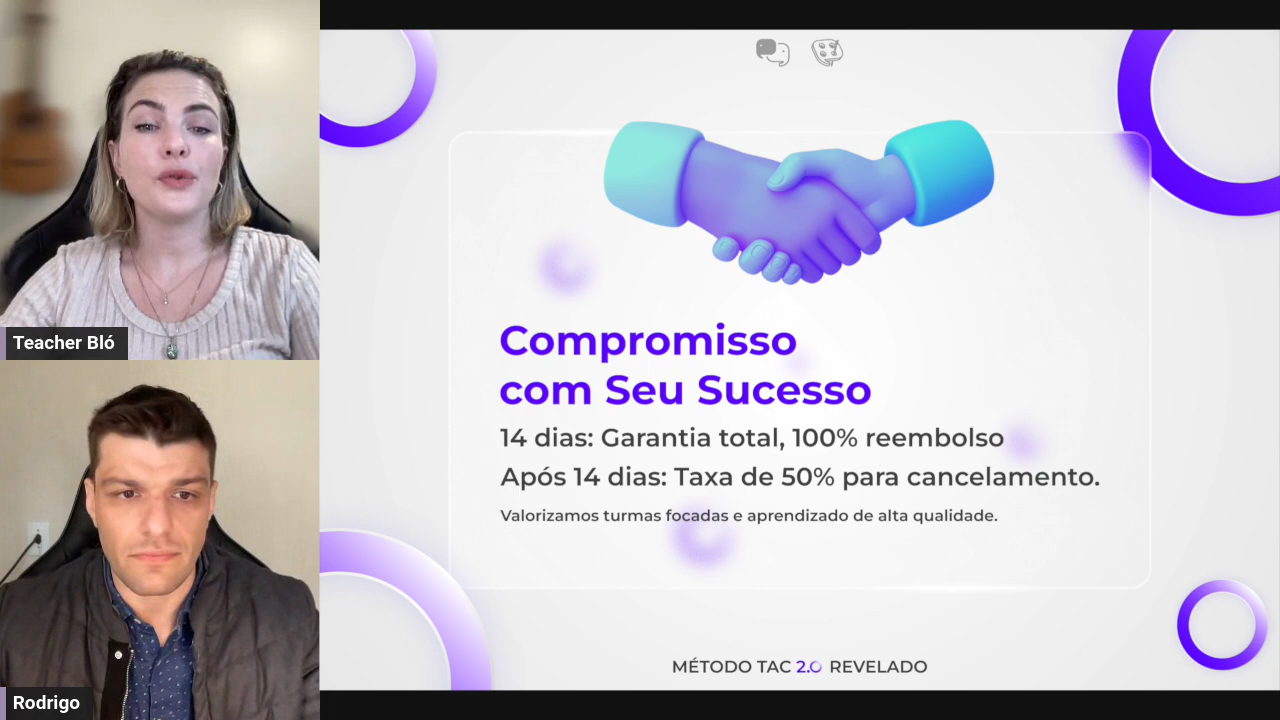 Teacher Bló
Rodrigo
Compromisso
com Seu Sucesso
14 dias: Garantia total, 100% reembolso
Após 14 dias: Taxa de 50% para cancelamento.
Valorizamos turmas focadas e aprendizado de alta qualidade.
MÉTODO TAC 2.0 REVELADO